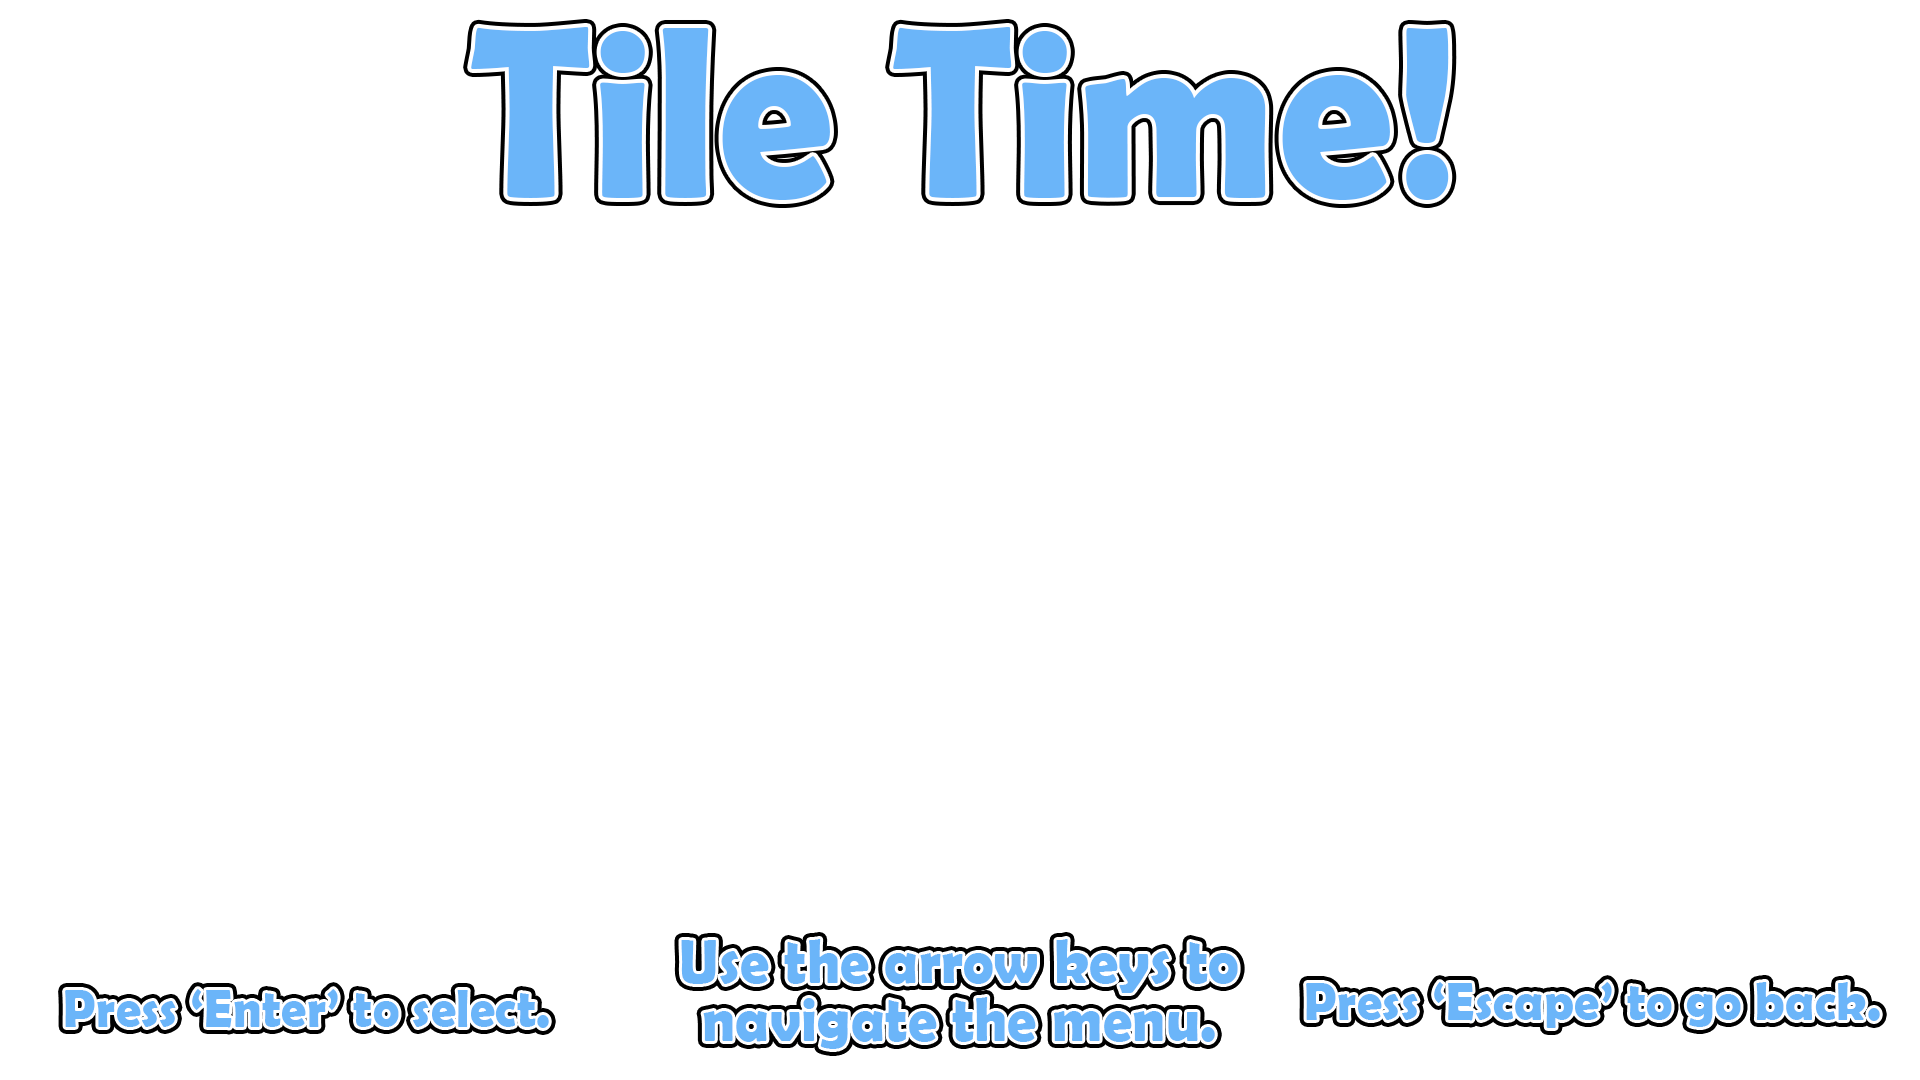 Tile Time!
Press ‘Enter’ to select.
Use the arrow keys to
navigate the menu.
Press ‘Escape’ to go back.